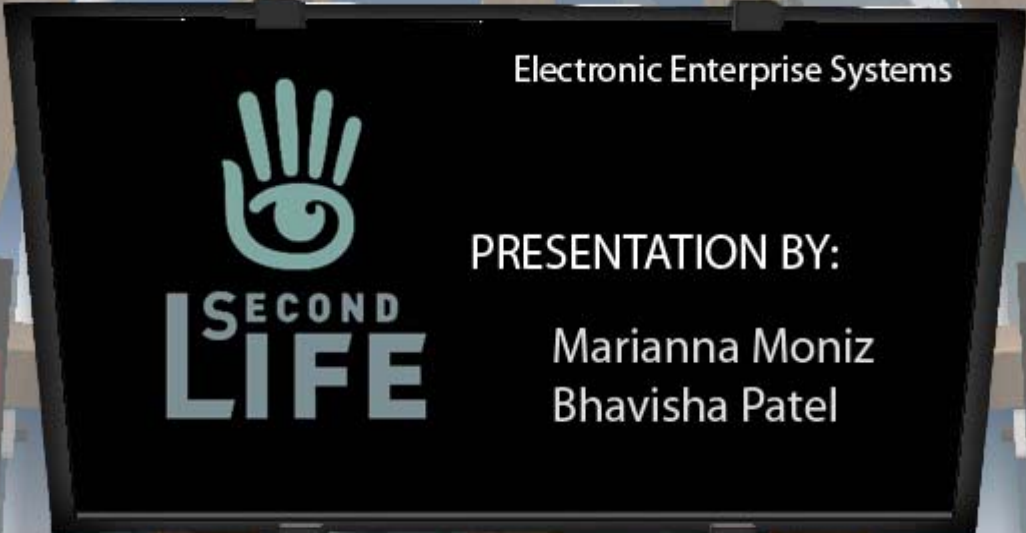 Electronic Enterprise Systems
SECOND
LIFE
PRESENTATION BY:
Marianna Moniz
Bhavisha Patel